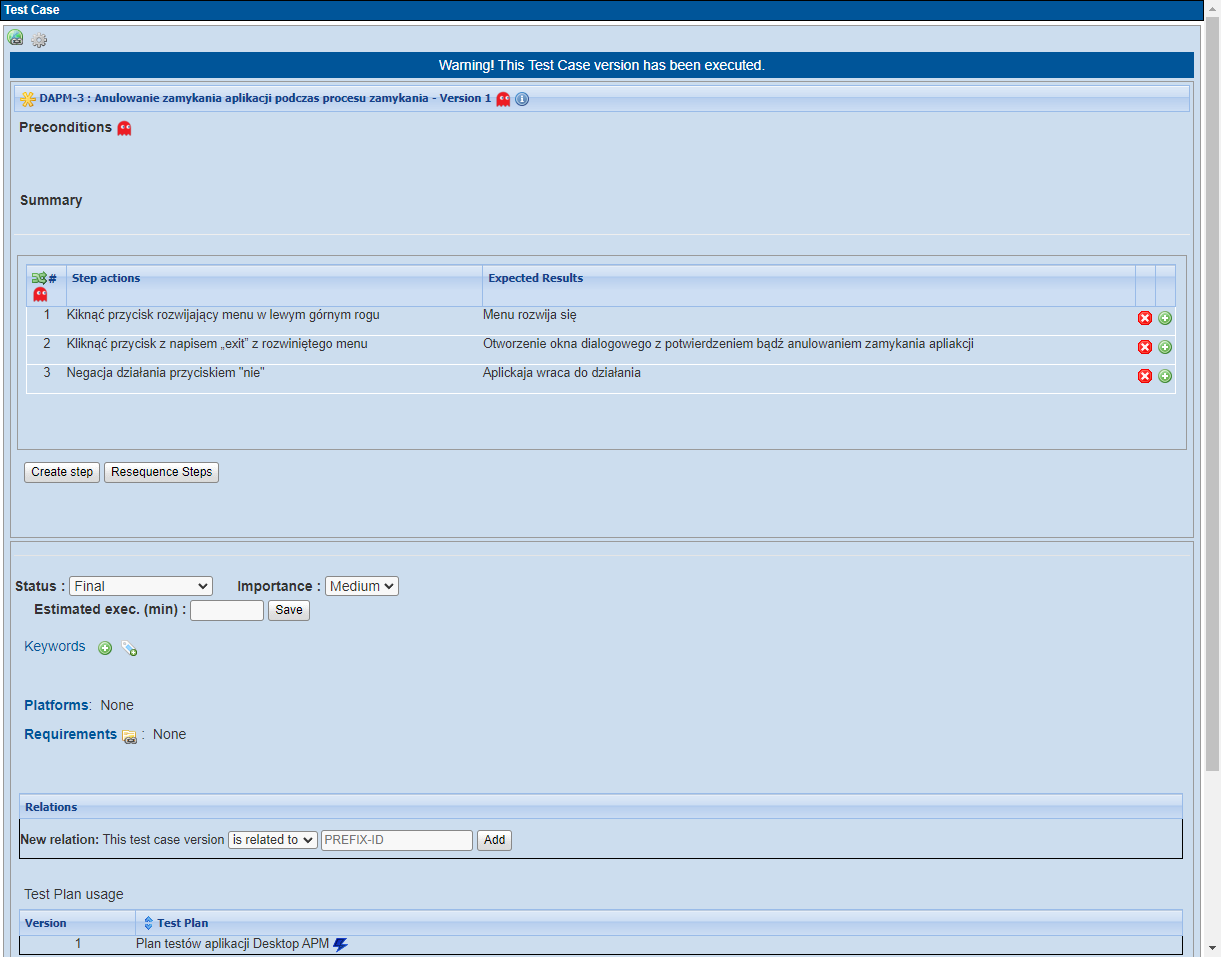 Test Case
Warning! This Test Case version has been executed.
DAPM-3 : Anulowanie zamykania aplikacji podczas procesu zamykania - Version 1
Preconditions
Summary
# Step actions Expected Results
1 Kiknąć przycisk rozwijający menu w lewym górnym rogu Menu rozwija się
2 Kliknąć przycisk z napisem „exit” z rozwiniętego menu Otworzenie okna dialogowego z potwierdzeniem bądź anulowaniem zamykania apliakcji
3 Negacja działania przyciskiem "nie" Aplickaja wraca do działania
Create step Resequence Steps
Status : Final Importance : Medium
Estimated exec. (min) : Save
Keywords
Platforms: None
Requirements : None
Relations
New relation: This test case version is related to PREFIX-ID Add
Test Plan usage
Version Test Plan
1 Plan testów aplikacji Desktop APM